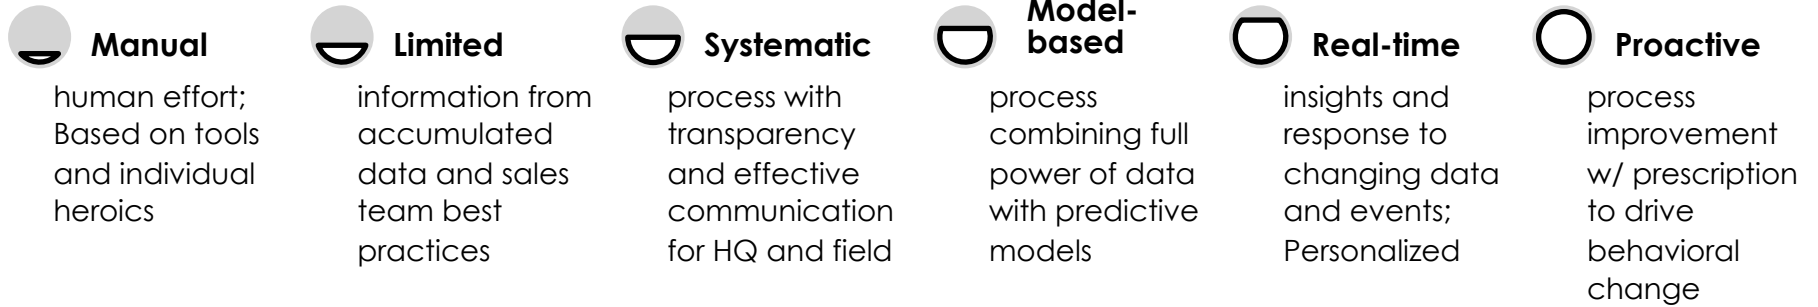 Manual
human effort;
Based on tools
and individual
heroics
Limited
information from
accumulated
data and sales
team best
practices
Systematic
process with
transparency
and effective
communication
for HQ and field
Model-
based
process
combining full
power of data
with predictive
models
Real-time
insights and
response to
changing data
and events;
Personalized
Proactive
process
improvement
w/ prescription
to drive
behavioral
change